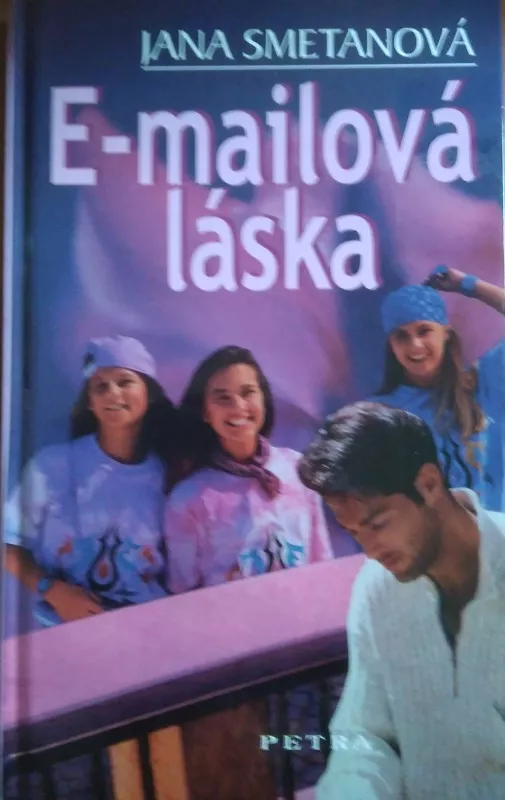 JANA SMETANOVÁ
E-mailová
láska
PETRA